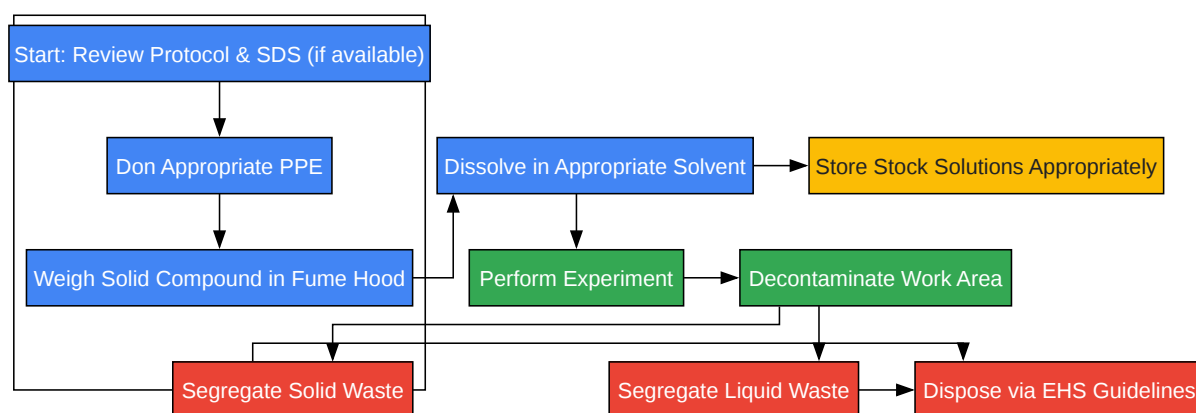 Start: Review Protocol & SDS (if available)
Don Appropriate PPE
Dissolve in Appropriate Solvent
Store Stock Solutions Appropriately
Weigh Solid Compound in Fume Hood
Perform Experiment
Decontaminate Work Area
Segregate Solid Waste
Segregate Liquid Waste
Dispose via EHS Guidelines